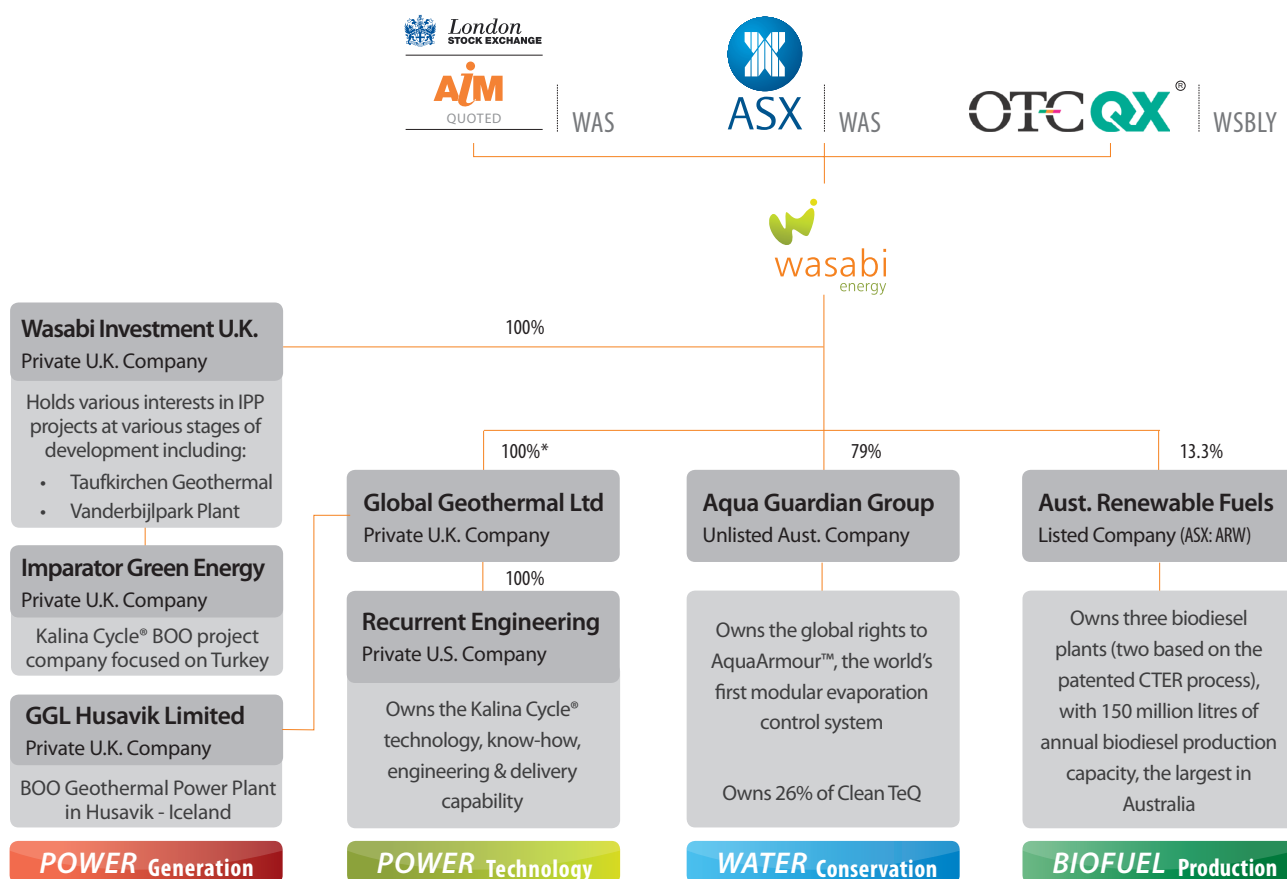 London
STOCK EXCHANGE
AiM
QUOTED
WAS
ASX
WAS
OTCQX®
WSBLY
wasabi
energy
100%
Wasabi Investment U.K.
Private U.K. Company
Holds various interests in IPP
projects at various stages of
development including:
• Taufkirchen Geothermal
• Vanderbijlpark Plant
Imparator Green Energy
Private U.K. Company
Kalina Cycle® BOO project
company focused on Turkey
GGL Husavik Limited
Private U.K. Company
BOO Geothermal Power Plant
in Husavik - Iceland
POWER Generation
100%*
Global Geothermal Ltd
Private U.K. Company
100%
Recurrent Engineering
Private U.S. Company
Owns the Kalina Cycle®
technology, know-how,
engineering & delivery
capability
POWER Technology
79%
Aqua Guardian Group
Unlisted Aust. Company
Owns the global rights to
AquaArmour™, the world's
first modular evaporation
control system
Owns 26% of Clean TeQ
WATER Conservation
13.3%
Aust. Renewable Fuels
Listed Company (ASX: ARW)
Owns three biodiesel
plants (two based on the
patented CTER process),
with 150 million litres of
annual biodiesel production
capacity, the largest in
Australia
BIOFUEL Production